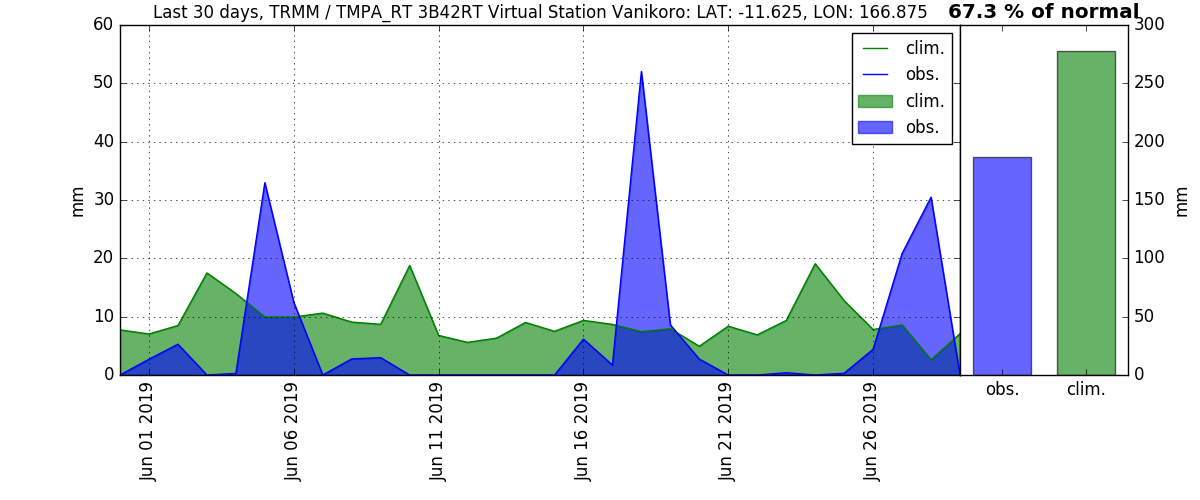 Last 30 days, TRMM / TMPA_RT 3B42RT Virtual Station Vanikoro: LAT: -11.625, LON: 166.875
67.3 % of normal
60
50
40
30
20
10
0
mm
clim.
obs.
clim.
obs.
Jun 01 2019
Jun 06 2019
Jun 11 2019
Jun 16 2019
Jun 21 2019
Jun 26 2019
300
250
200
150
100
50
0
mm
obs.
clim.